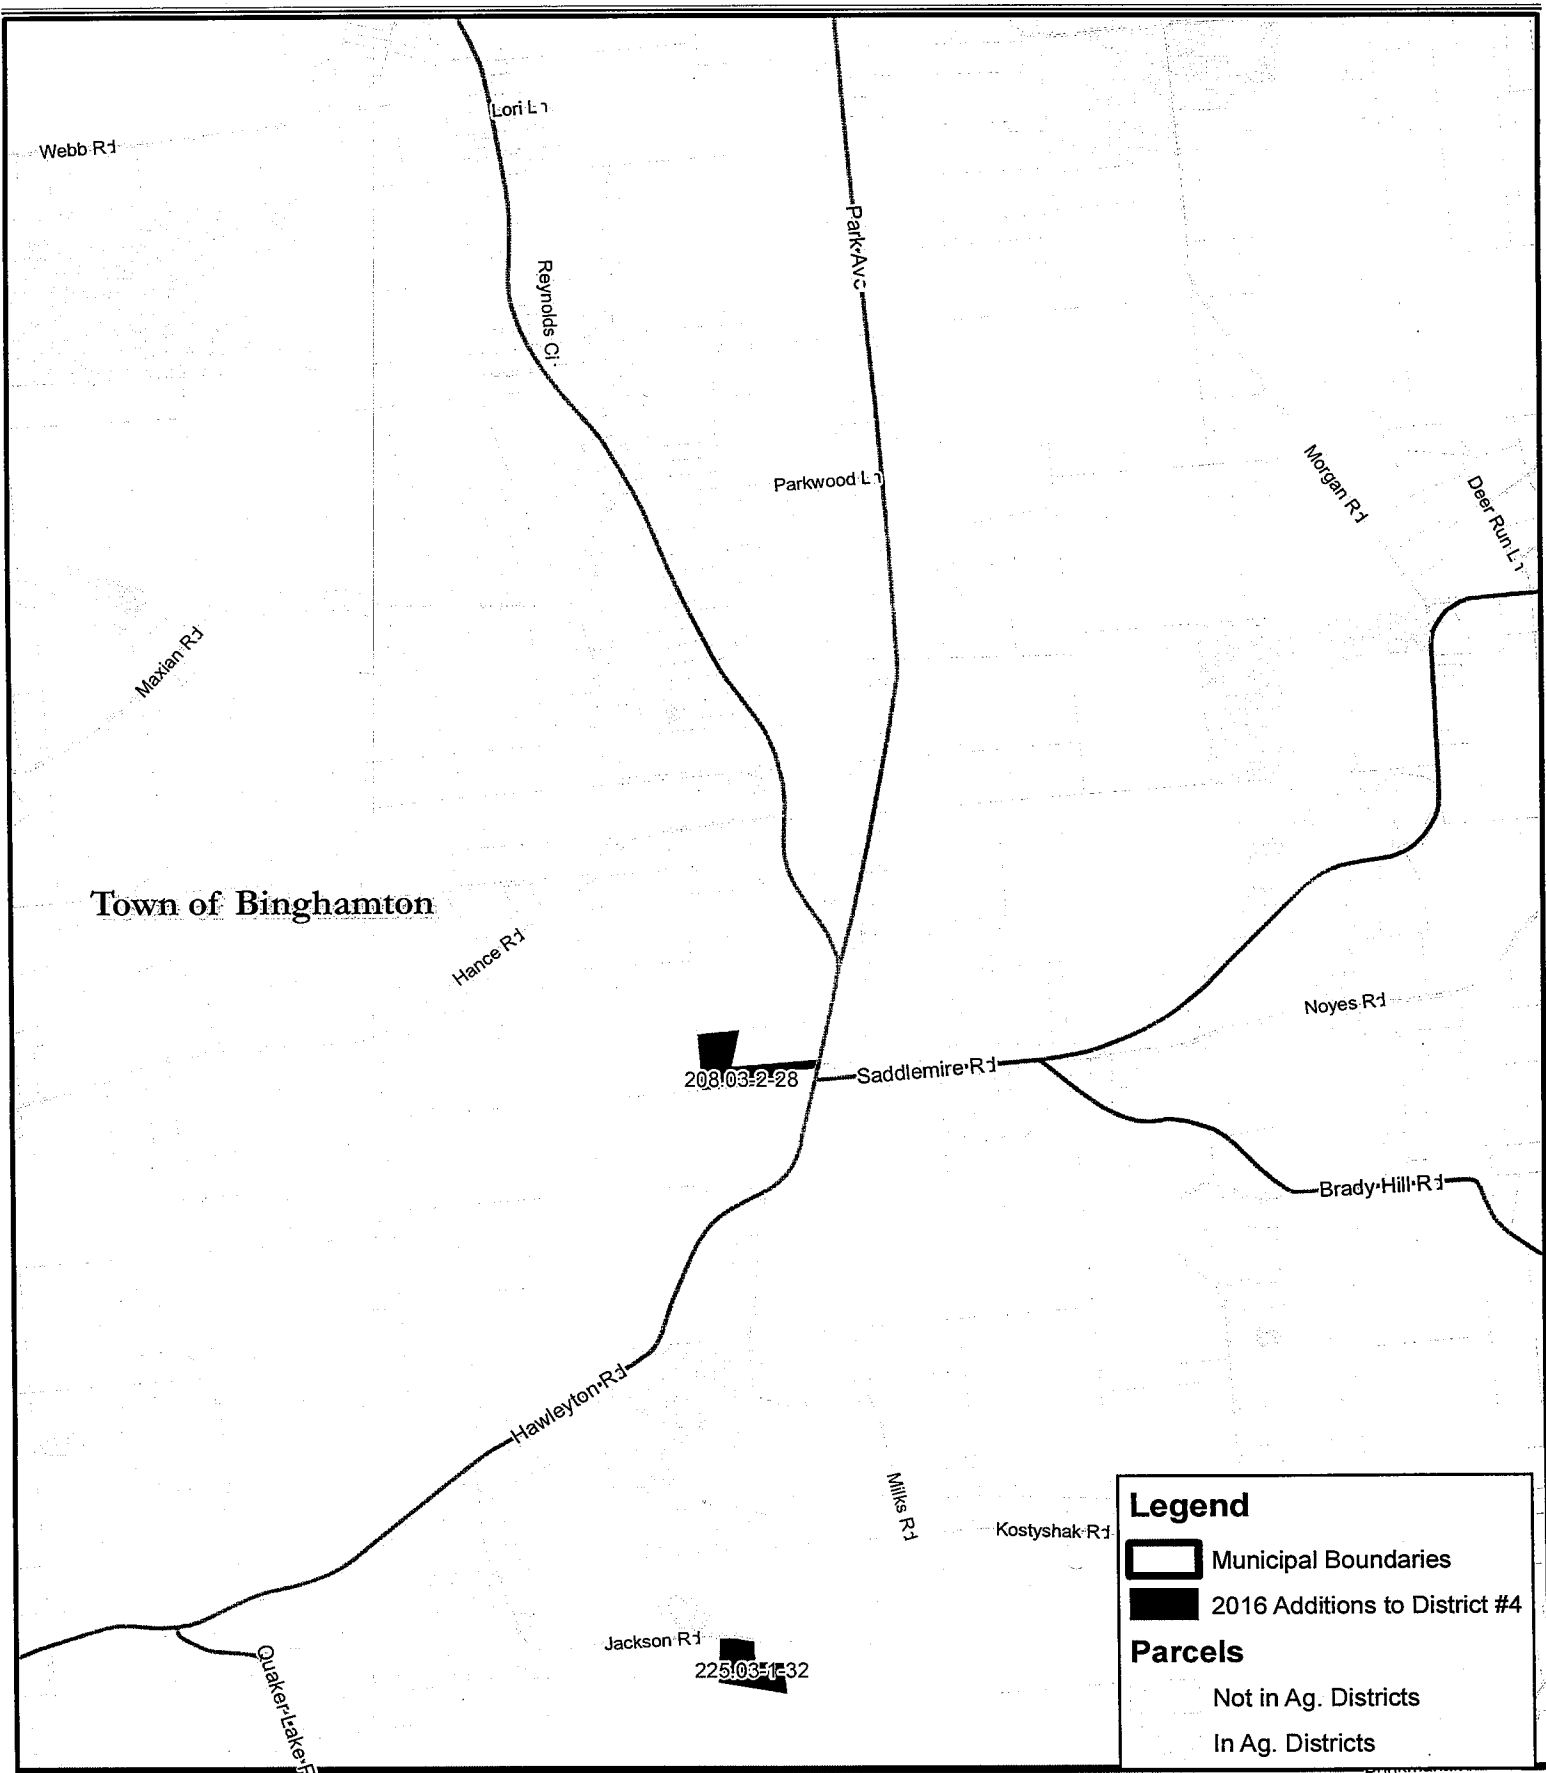 Lori Ln
Webb Rd
Park Ave
Reynolds Ci
Parkwood Ln
Morgan Rd
Deer Run Ln
Maxian Rd
Town of Binghamton
Hance Rd
Noyes Rd
Saddlemire Rd
208.03-2-28
Brady Hill Rd
Hawleyton Rd
Milks Rd
Kostyshak Rd
Jackson Rd
225.03-1-32
Quaker Lake
Legend
Municipal Boundaries
2016 Additions to District #4
Parcels
Not in Ag. Districts
In Ag. Districts